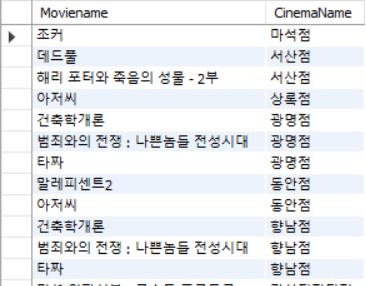 Moviename CinemaName
조커 마석점
데드풀 서산점
해리 포터와 죽음의 성물 - 2부 서산점
아저씨 상록점
건축학개론 광명점
범죄와의 전쟁 : 나쁜놈들 전성시대 광명점
타짜 광명점
말레피센트2 동안점
아저씨 동안점
건축학개론 향남점
범죄와의 전쟁 : 나쁜놈들 전성시대 향남점
타짜 향남점